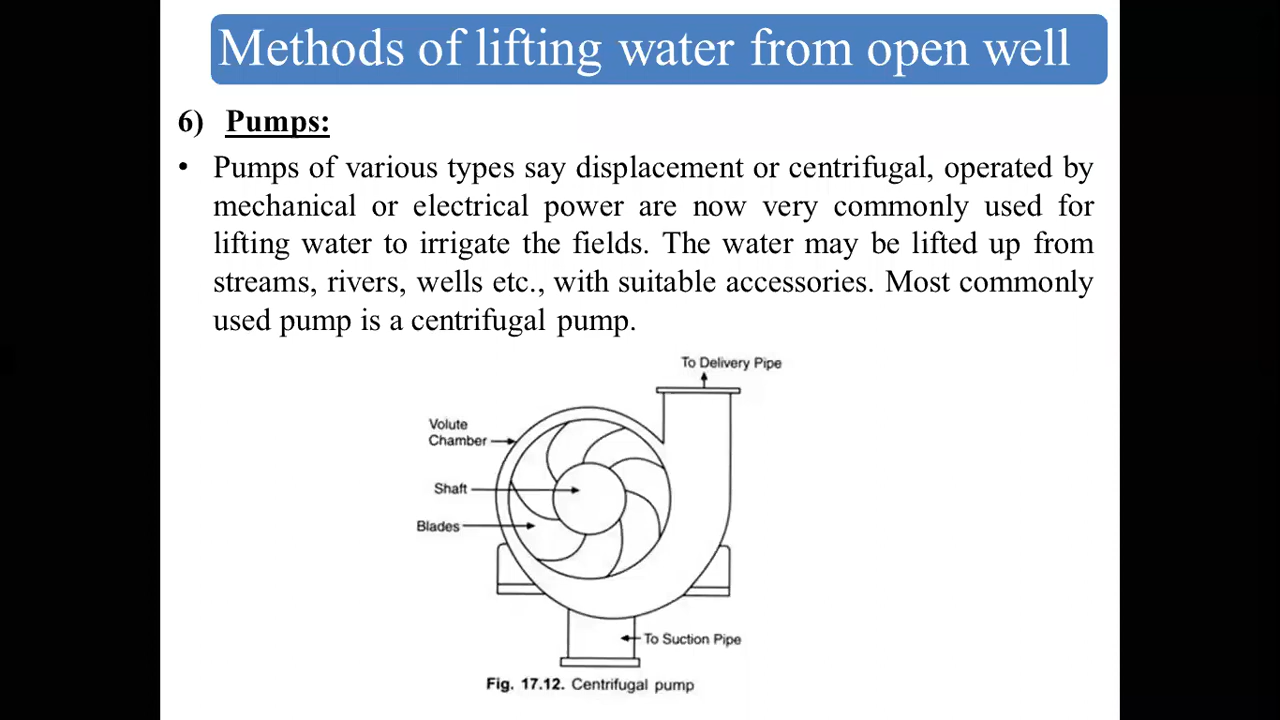 Methods of lifting water from open well
6) Pumps:
• Pumps of various types say displacement or centrifugal, operated by
mechanical or electrical power are now very commonly used for
lifting water to irrigate the fields. The water may be lifted up from
streams, rivers, wells etc., with suitable accessories. Most commonly
used pump is a centrifugal pump.
To Delivery Pipe
Volute
Chamber
Shaft
Blades
To Suction Pipe
Fig. 17.12. Centrifugal pump